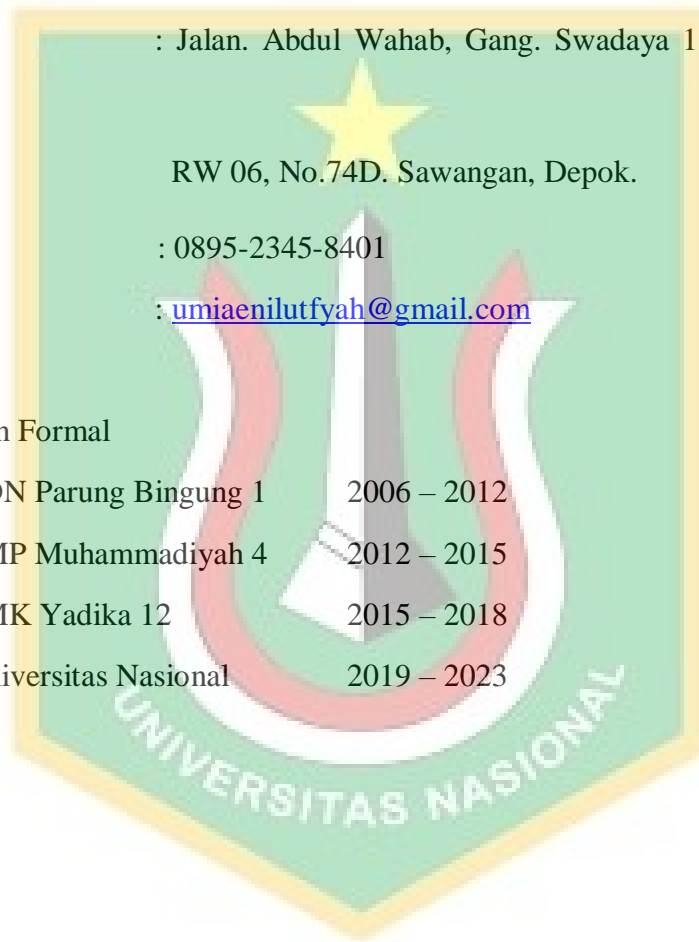 : Jalan. Abdul Wahab, Gang. Swadaya 1
RW 06, No.74D. Sawangan, Depok.
: 0895-2345-8401
: umiaenilutfyah@gmail.com
n Formal
DN Parung Bingung 1 2006 – 2012
MP Muhammadiyah 4 2012 – 2015
MK Yadika 12 2015 – 2018
niversitas Nasional 2019 – 2023
UNIVERSITAS NASIONAL